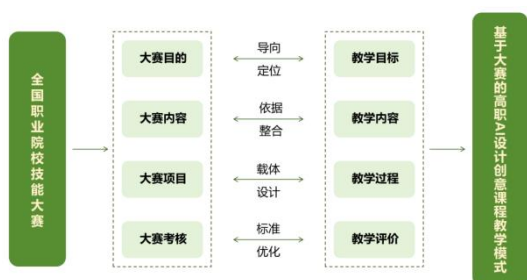 全国职业院校技能大赛
大赛目的
导向
定位
教学目标
大赛内容
依据
整合
教学内容
大赛项目
载体
设计
教学过程
大赛考核
标准
优化
教学评价
基于大赛的高职AI设计创意课程教学模式